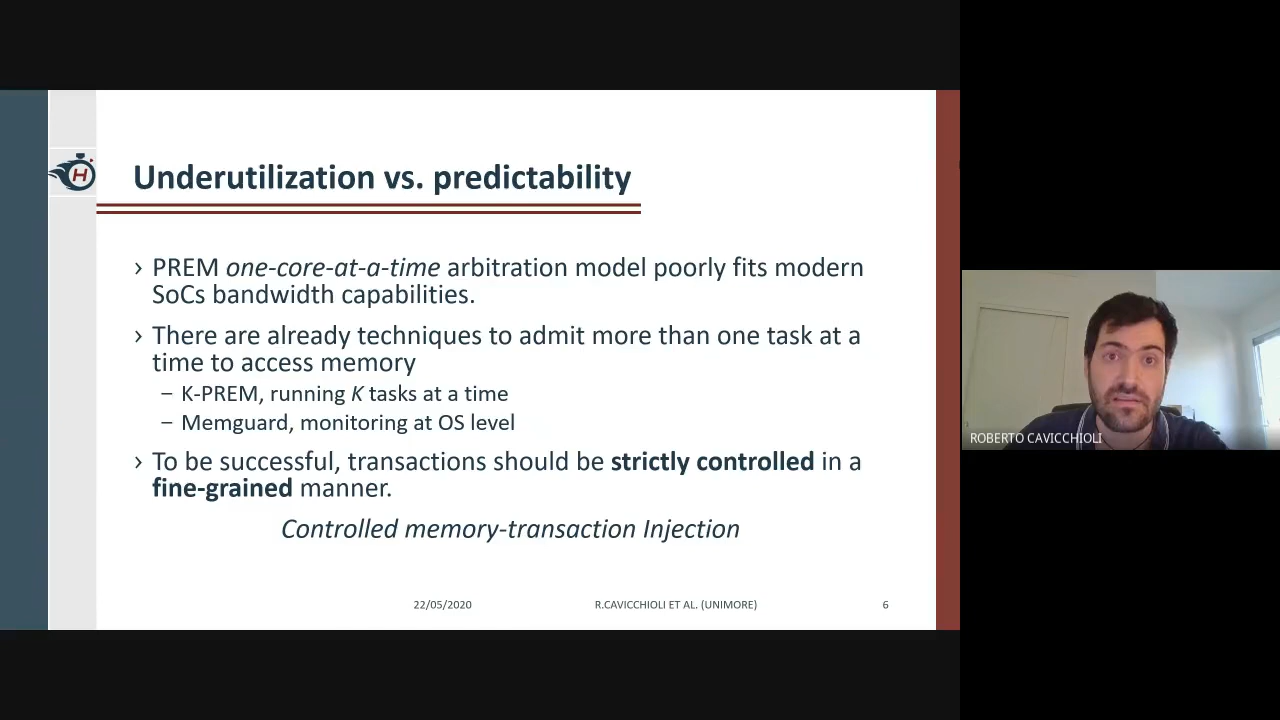 H
Underutilization vs. predictability
› PREM one-core-at-a-time arbitration model poorly fits modern
SoCs bandwidth capabilities.
› There are already techniques to admit more than one task at a
time to access memory
– K-PREM, running K tasks at a time
– Memguard, monitoring at OS level
› To be successful, transactions should be strictly controlled in a
fine-grained manner.
Controlled memory-transaction Injection
22/05/2020 R.CAVICCHIOLI ET AL. (UNIMORE) 6
ROBERTO CAVICCHIOLI